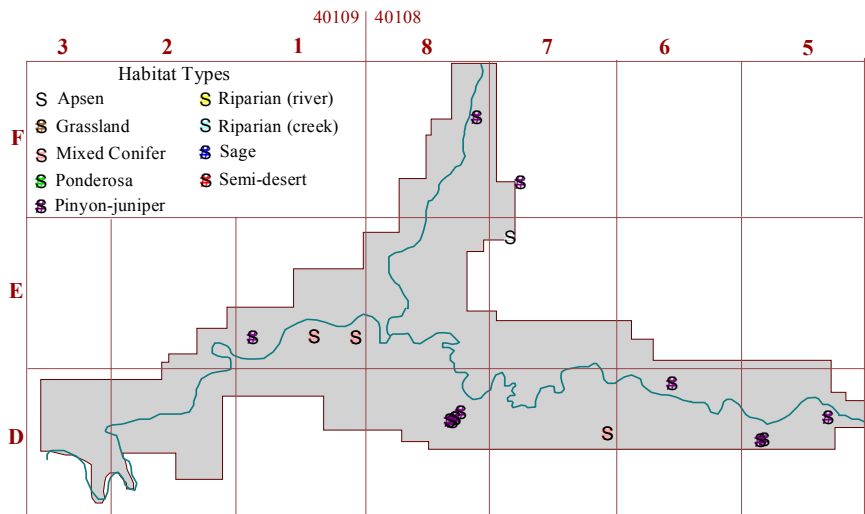 40109 40108
3 2 1 8 7 6 5
Habitat Types
S Apsen S Riparian (river)
S Grassland S Riparian (creek)
S Mixed Conifer S Sage
S Ponderosa S Semi-desert
S Pinyon-juniper
F
S
S
S
E
S S S
S
D
S S S
S
S
S